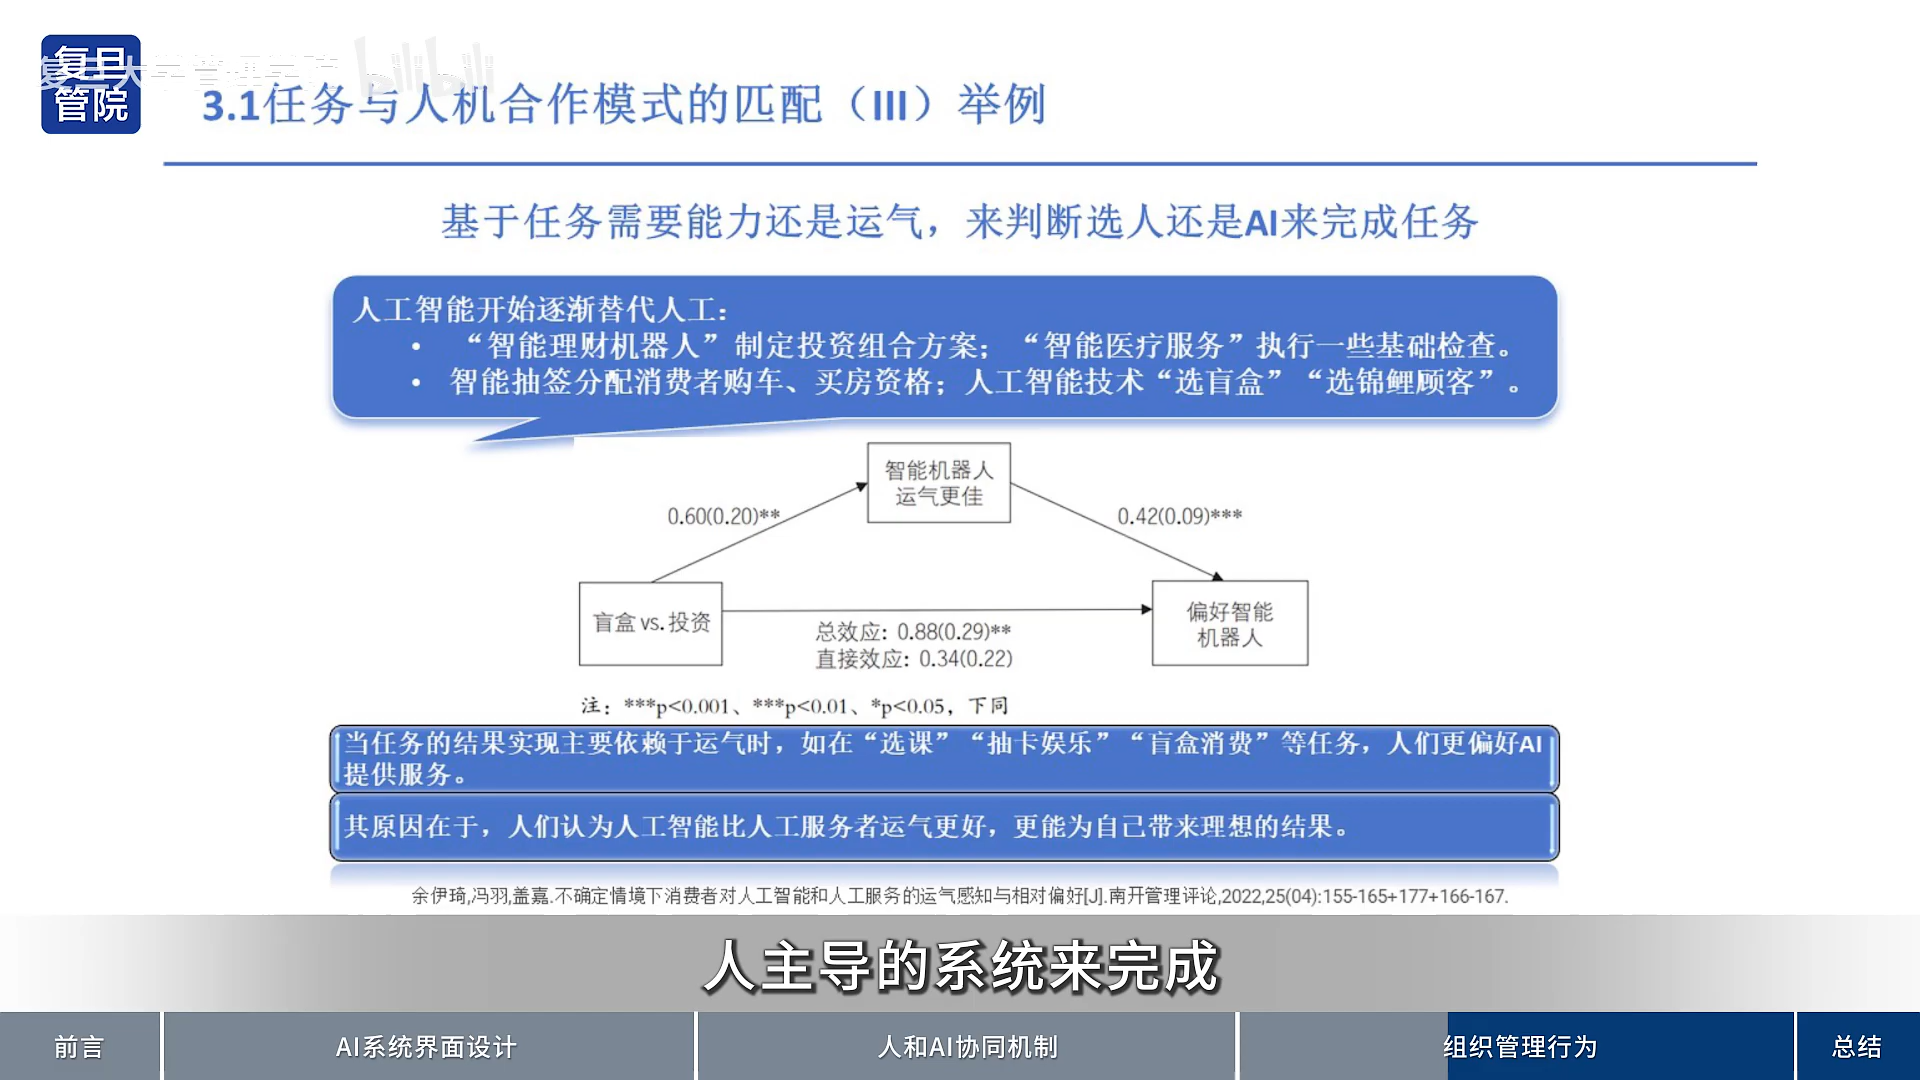 复旦
管院
复旦大学管理学院 bilibili
3.1任务与人机合作模式的匹配（III）举例
基于任务需要能力还是运气，来判断选人还是AI来完成任务
人工智能开始逐渐替代人工：
• “智能理财机器人”制定投资组合方案；“智能医疗服务”执行一些基础检查。
• 智能抽签分配消费者购车、买房资格；人工智能技术“选盲盒”“选锦鲤顾客”。
智能机器人
运气更佳
0.60(0.20)**
0.42(0.09)***
盲盒 vs. 投资
偏好智能
机器人
总效应: 0.88(0.29)**
直接效应: 0.34(0.22)
注：***p<0.001、***p<0.01、*p<0.05，下同
当任务的结果实现主要依赖于运气时，如在“选课”“抽卡娱乐”“盲盒消费”等任务，人们更偏好AI
提供服务。
其原因在于，人们认为人工智能比人工服务者运气更好，更能为自己带来理想的结果。
余伊琦,冯羽,盖嘉.不确定情境下消费者对人工智能和人工服务的运气感知与相对偏好[J].南开管理评论,2022,25(04):155-165+177+166-167.
人主导的系统来完成
前言
AI系统界面设计
人和AI协同机制
组织管理行为
总结